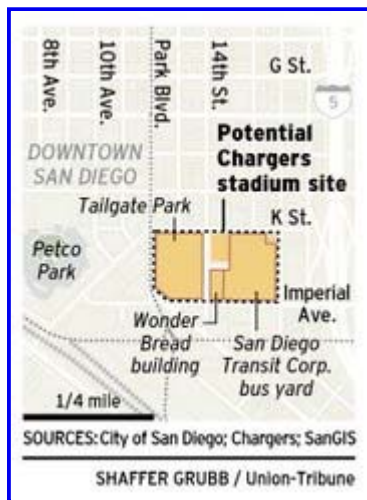 8th Ave.
10th Ave.
Park Blvd.
14th St.
G St.
5
Potential
Chargers
stadium site
DOWNTOWN
SAN DIEGO
Tailgate Park
K St.
Petco
Park
Imperial
Ave.
Wonder
Bread
building
San Diego
Transit Corp.
bus yard
1/4 mile
SOURCES: City of San Diego; Chargers; SanGIS
SHAFFER GRUBB / Union-Tribune